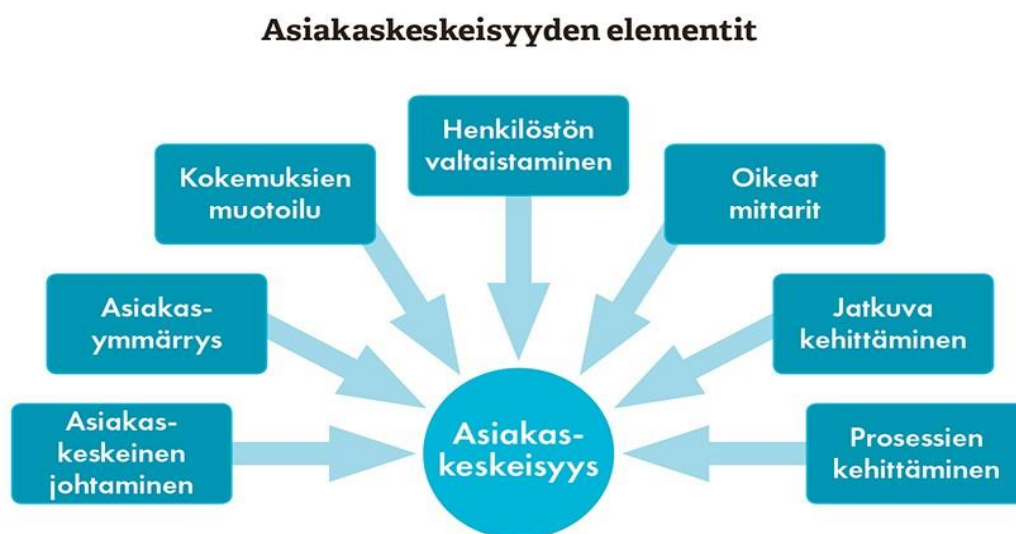 Asiakaskeskeisyyden elementit
Henkilöstön
valtaistaminen
Kokemuksien
muotoilu
Oikeat
mittarit
Asiakas-
ymmärrys
Jatkuva
kehittäminen
Asiakas-
keskeinen
johtaminen
Asiakas-
keskeisyys
Prosessien
kehittäminen